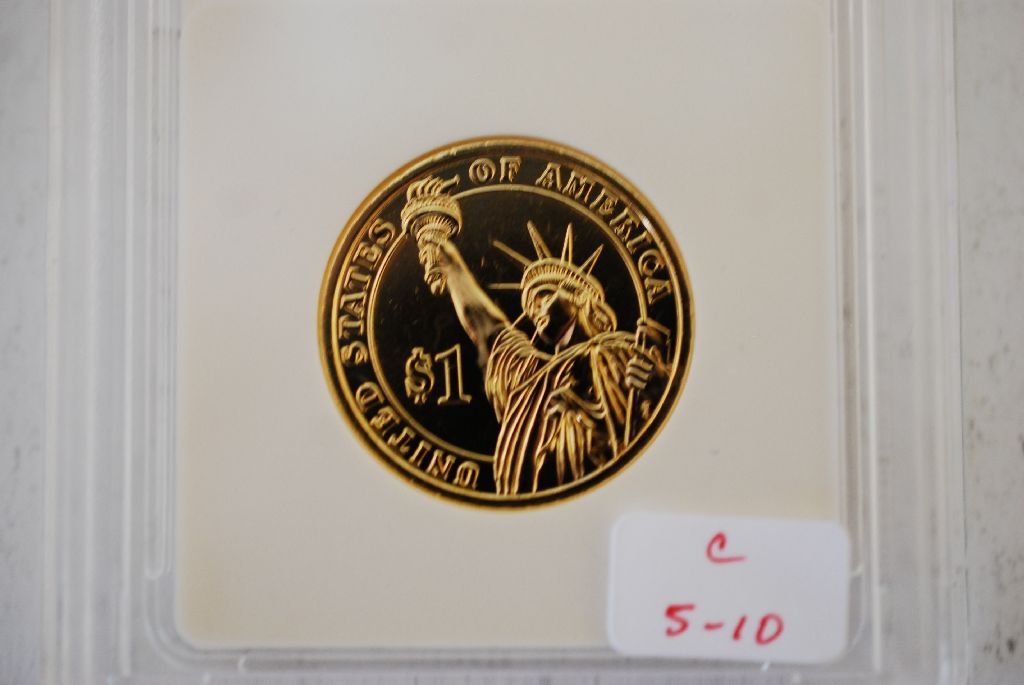 UNITED STATES OF AMERICA
$1
C
5-10